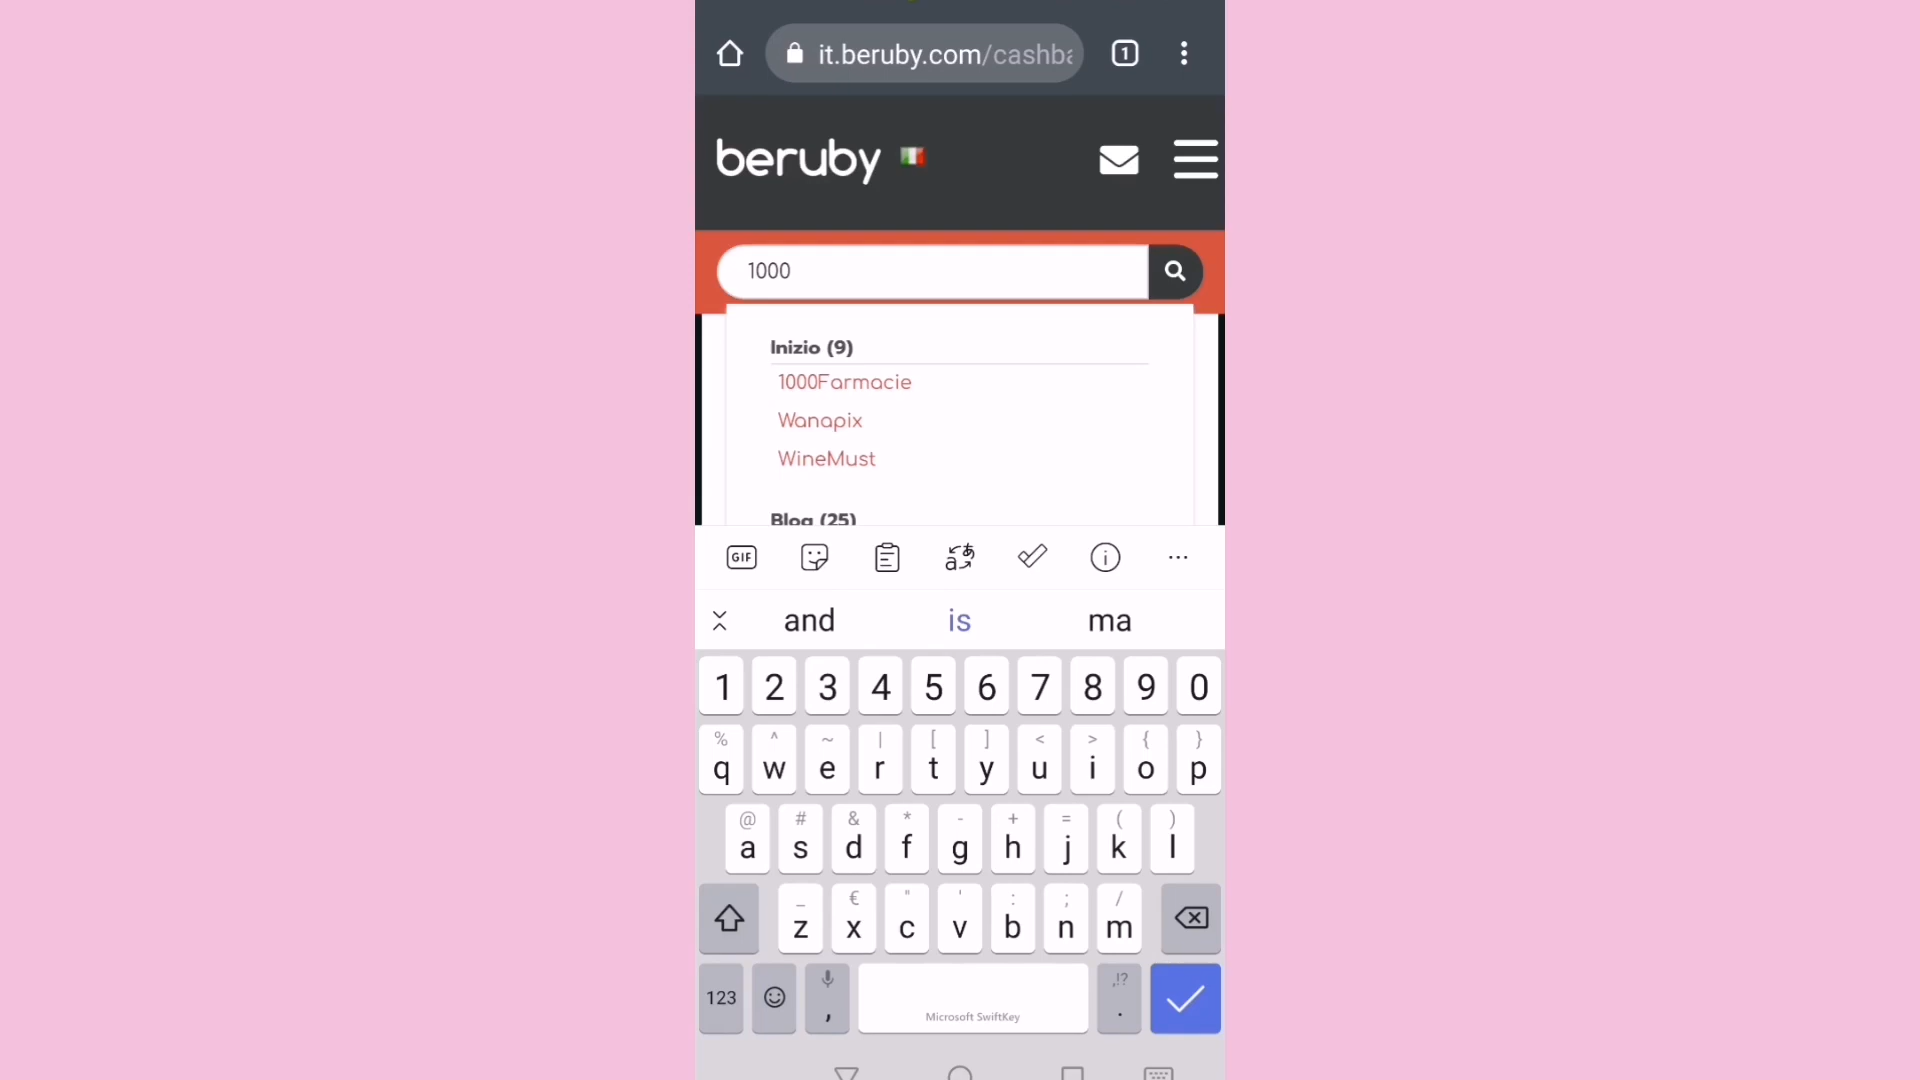 it.beruby.com/cashba
1
beruby
1000
Inizio (9)
1000Farmacie
Wanapix
WineMust
Blog (25)
GIF
and is ma
1 2 3 4 5 6 7 8 9 0
% ^ ~ | [ ] < > { }
q w e r t y u i o p
@ # & * - + = ( )
a s d f g h j k l
_ € " ' : ; /
z x c v b n m
,!?
123 , .
Microsoft SwiftKey